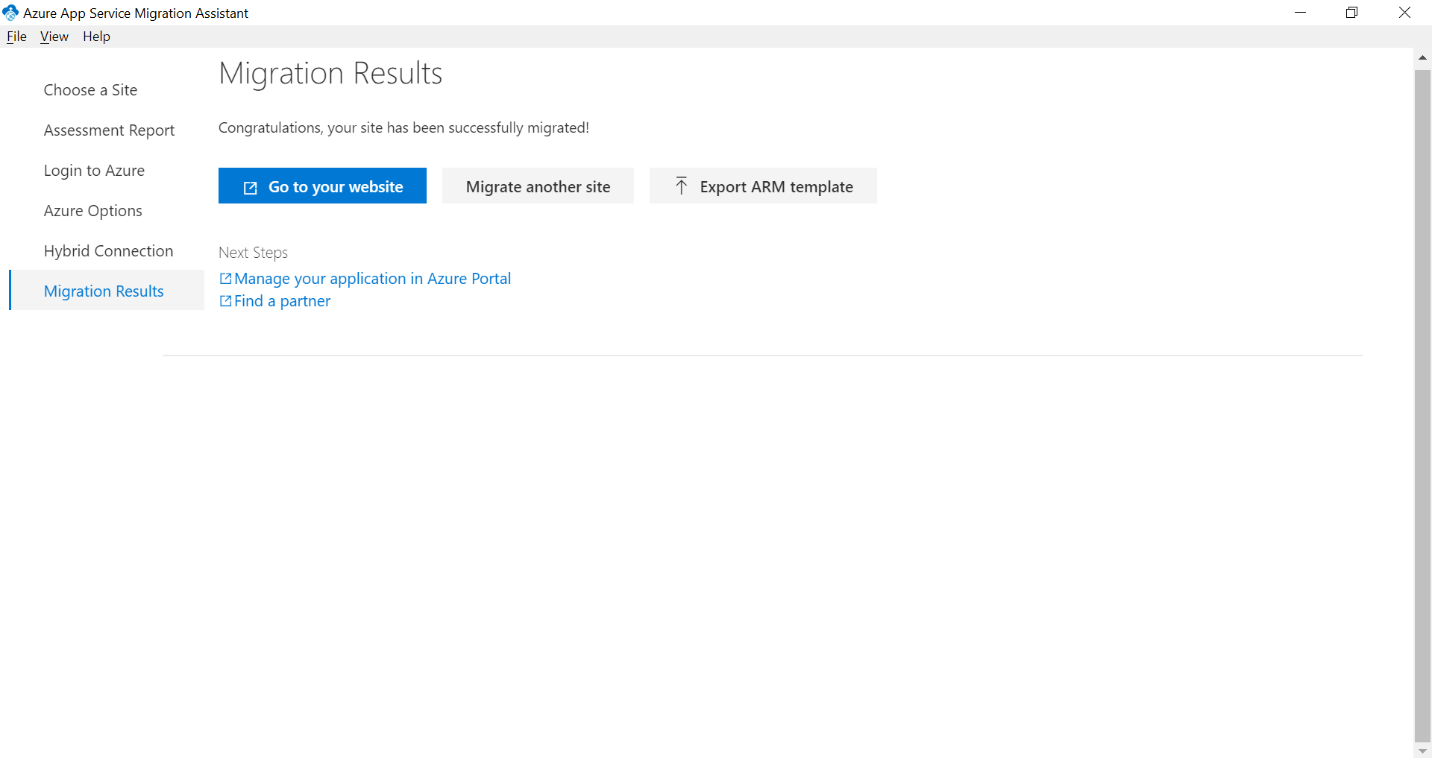 Azure App Service Migration Assistant
File View Help
Choose a Site
Assessment Report
Login to Azure
Azure Options
Hybrid Connection
Migration Results
Migration Results
Congratulations, your site has been successfully migrated!
Go to your website Migrate another site Export ARM template
Next Steps
Manage your application in Azure Portal
Find a partner